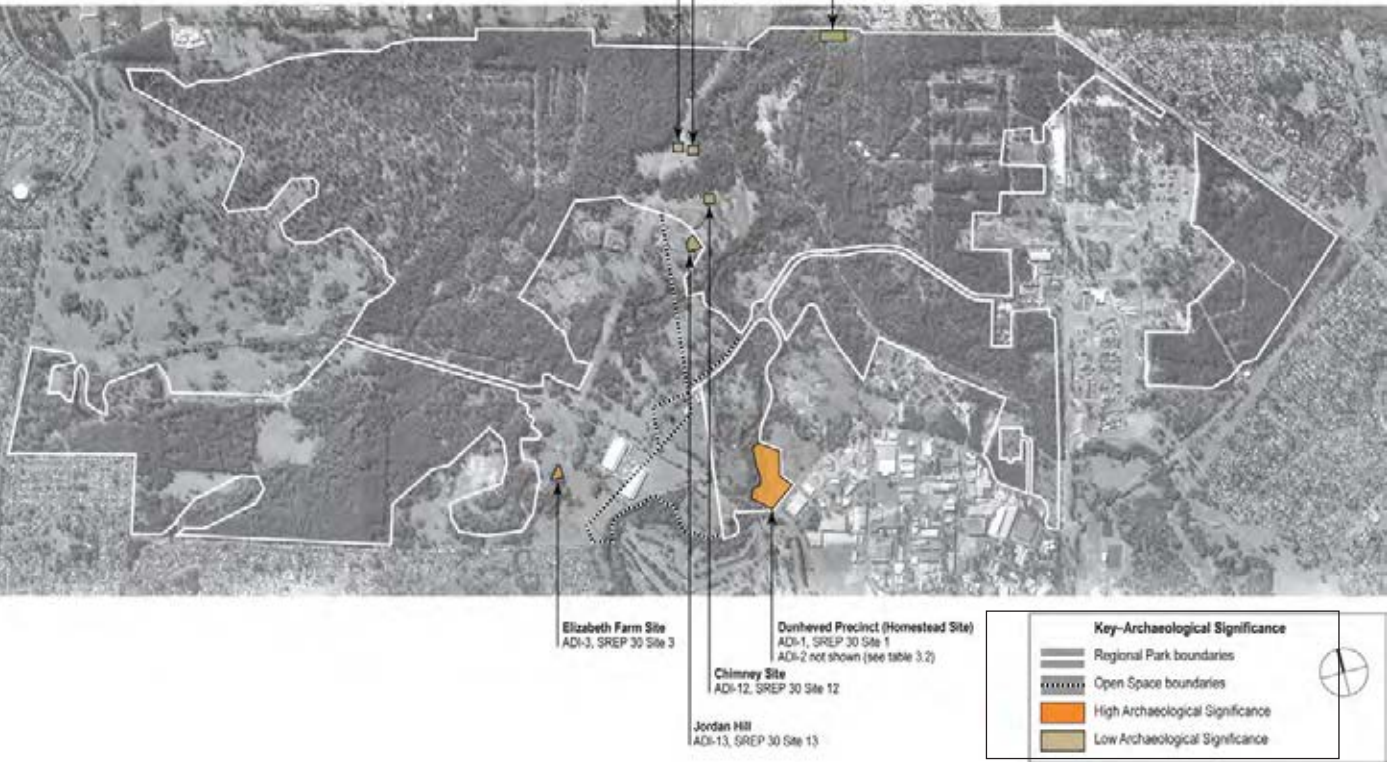 Elizabeth Farm Site
ADI-3, SREP 30 Site 3
Dunheved Precinct (Homestead Site)
ADI-1, SREP 30 Site 1
ADI-2 not shown (see table 3.2)
Chimney Site
ADI-12, SREP 30 Site 12
Jordan Hill
ADI-13, SREP 30 Site 13
Key–Archaeological Significance
Regional Park boundaries
Open Space boundaries
High Archaeological Significance
Low Archaeological Significance